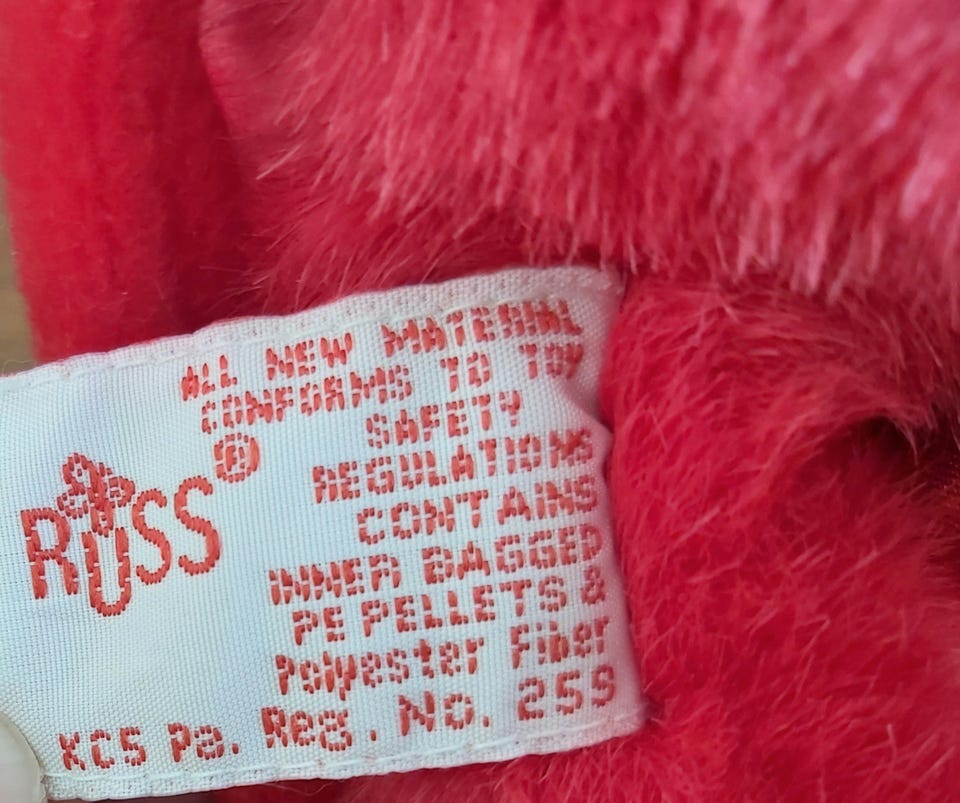 ALL NEW MATERIAL
CONFORMS TO TOY
SAFETY
REGULATIONS
CONTAINS
INNER BAGGED
PE PELLETS &
Polyester Fiber
KCS Pa. Reg. No. 259
RUSS®